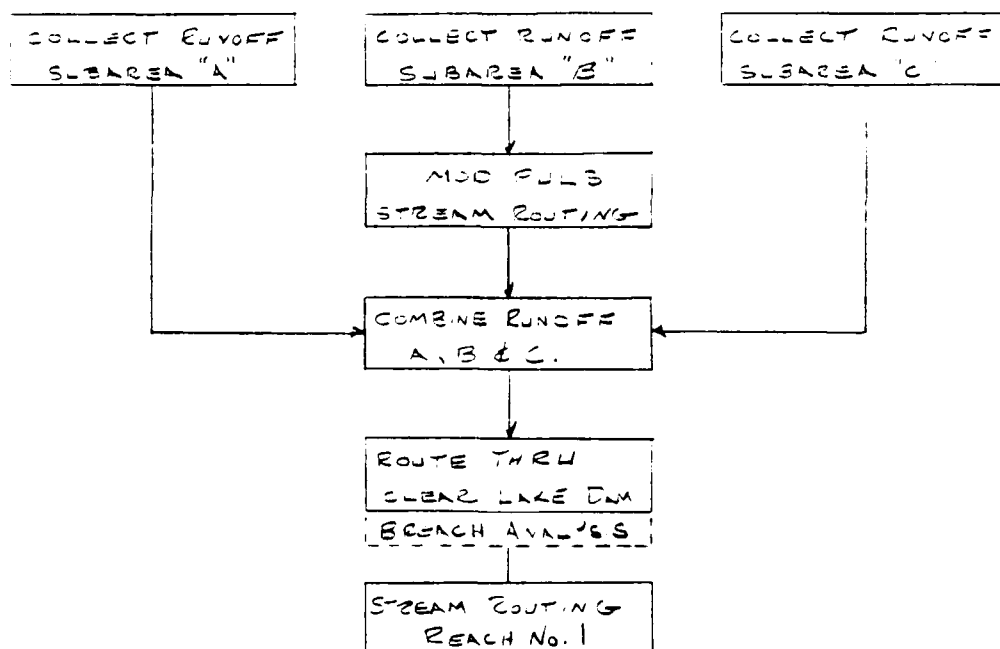 COLLECT RUNOFF
SUBAREA "A"
COLLECT RUNOFF
SUBAREA "B"
COLLECT RUNOFF
SUBAREA "C"
MOD PULS
STREAM ROUTING
COMBINE RUNOFF
A, B & C.
ROUTE THRU
CLEAR LAKE DAM
BREACH ANALYSIS
STREAM ROUTING
REACH No. 1